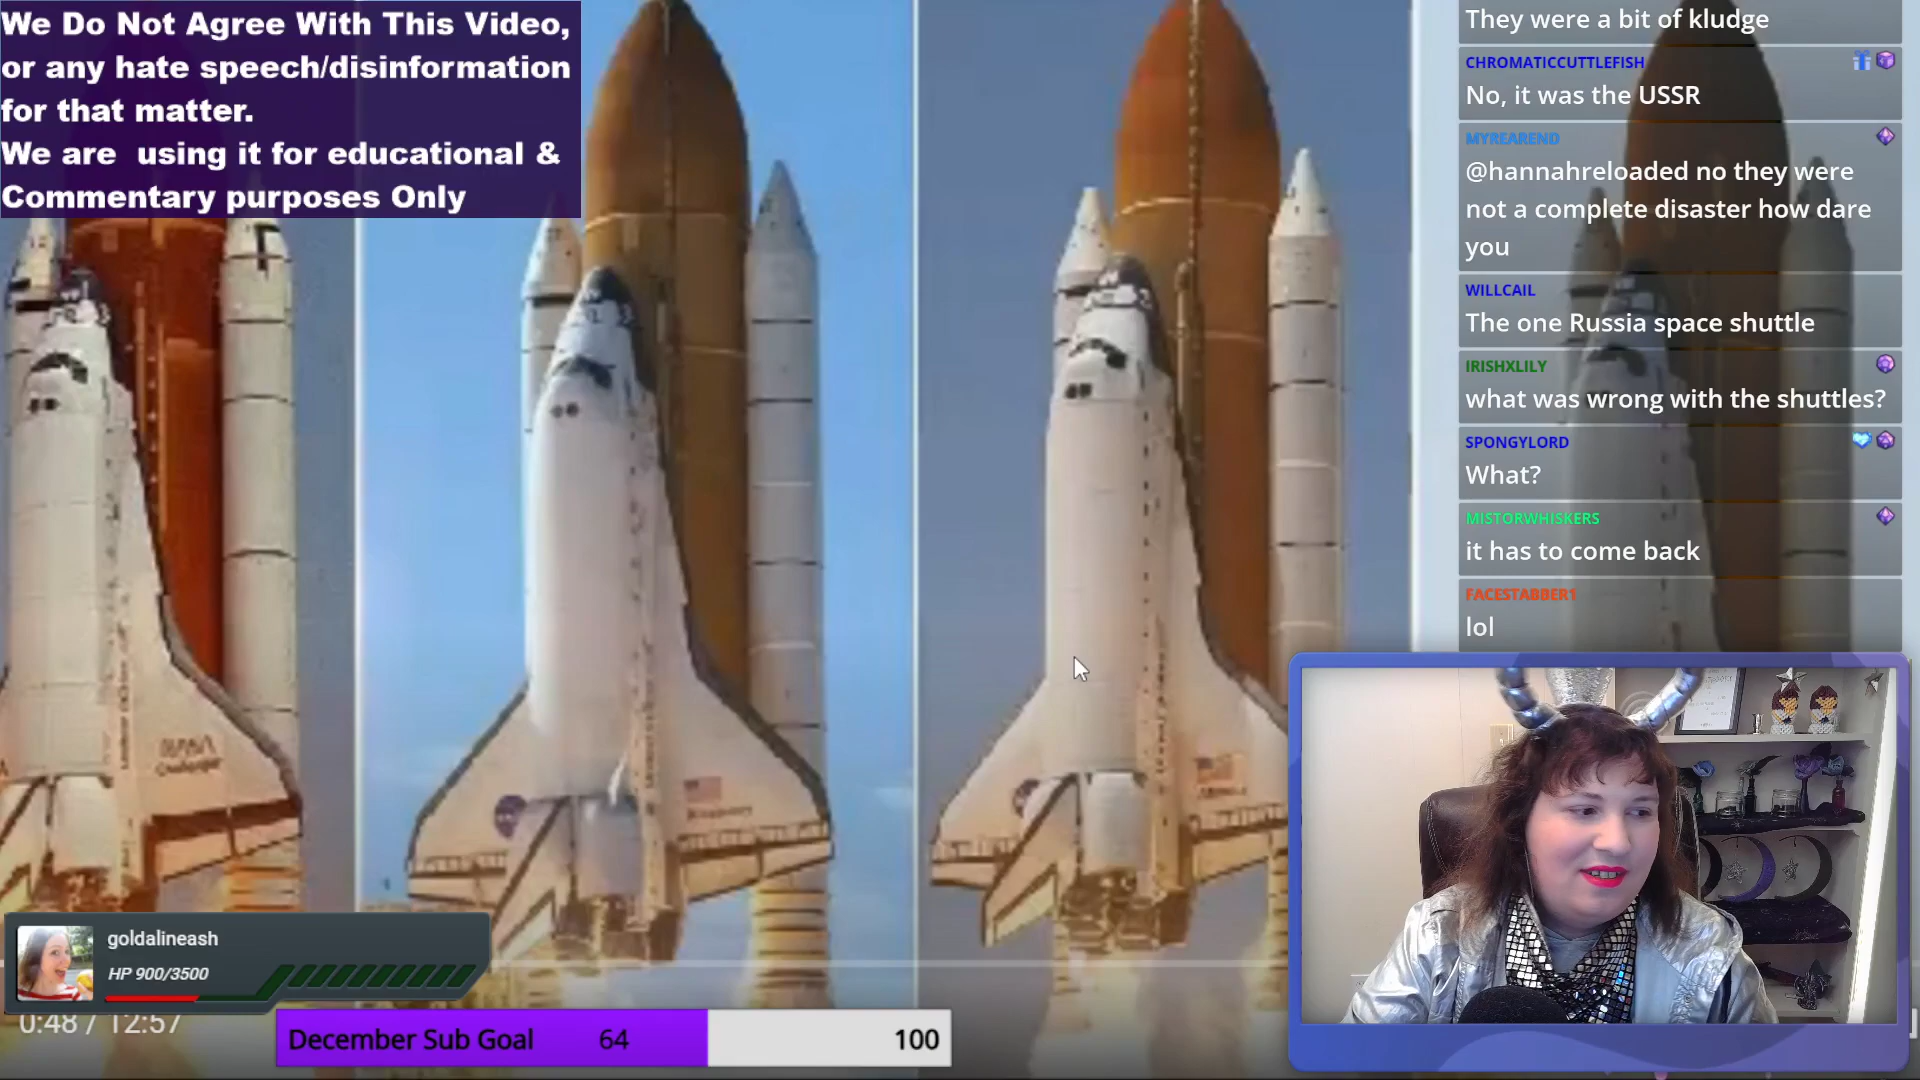 We Do Not Agree With This Video,
or any hate speech/disinformation
for that matter.
We are using it for educational &
Commentary purposes Only
They were a bit of kludge
CHROMATICCUTTLEFISH
No, it was the USSR
MYREAREND
@hannahreloaded no they were
not a complete disaster how dare
you
WILLCAIL
The one Russia space shuttle
IRISHXLILY
what was wrong with the shuttles?
SPONGYLORD
What?
MISTORWHISKERS
it has to come back
FACESTABBER1
lol
NASA
Challenger
goldalineash
HP 900/3500
0:48 / 12:57
December Sub Goal 64 100